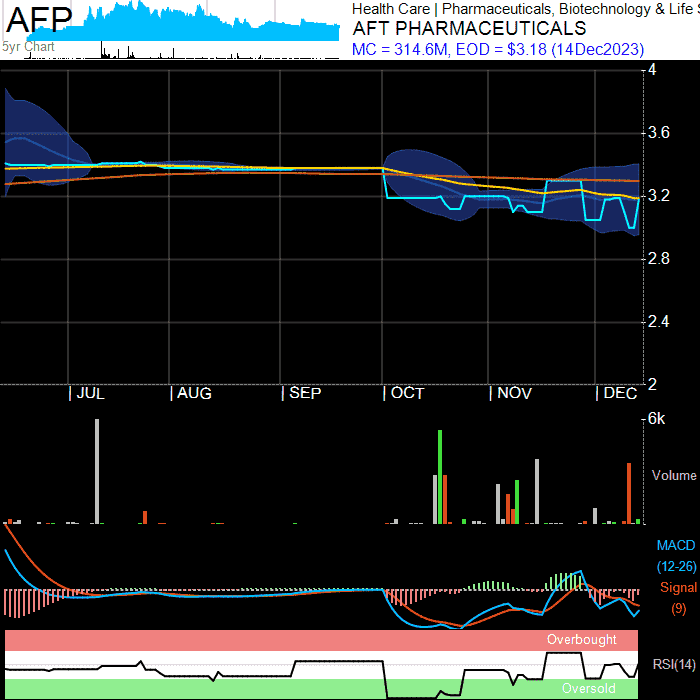 AFP
5yr Chart
Health Care | Pharmaceuticals, Biotechnology & Life S
AFT PHARMACEUTICALS
MC = 314.6M, EOD = $3.18 (14Dec2023)
4
3.6
3.2
2.8
2.4
2
| JUL | AUG | SEP | OCT | NOV | DEC
6k
Volume
MACD
(12-26)
Signal
(9)
Overbought
RSI(14)
Oversold